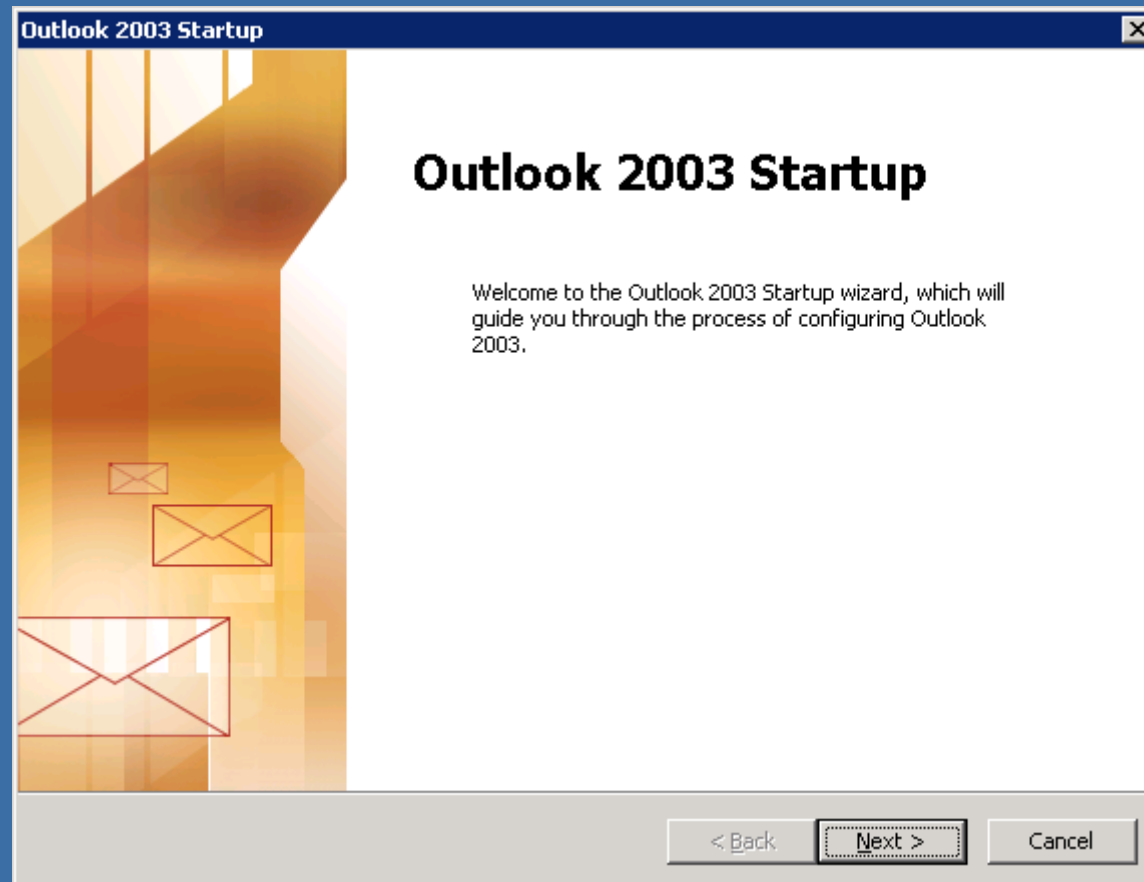 Outlook 2003 Startup
Outlook 2003 Startup
Welcome to the Outlook 2003 Startup wizard, which will
guide you through the process of configuring Outlook
2003.
< Back Next > Cancel